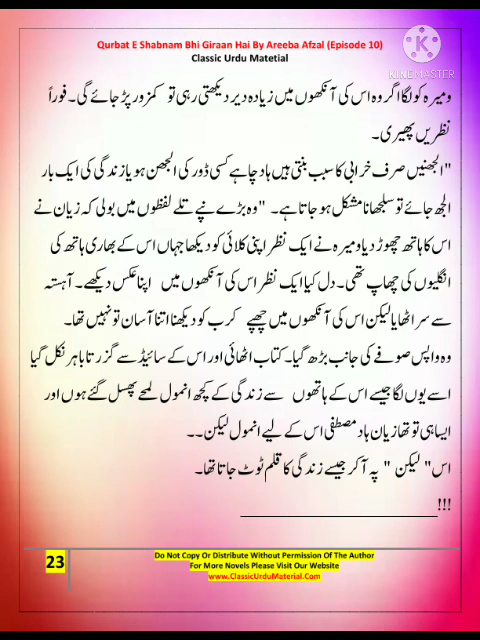 Qurbat E Shabnam Bhi Giraan Hai By Areeba Afzal (Episode 10)
Classic Urdu Matetial
K
KINEMASTER
ومیرہ کو لگا اگر وہ اس کی آنکھوں میں زیادہ دیر دیکھتی رہی تو کمزور پڑ جائے گی۔ فوراً
نظریں پھیری۔
"الجھنیں صرف خرابی کا سبب بنتی ہیں ہاد چاہے کسی ڈور کی الجھن ہو یا زندگی کی ایک بار
الجھ جائے تو سلجھانا مشکل ہو جاتا ہے۔ "وہ بڑے نپے تلے لفظوں میں بولی کہ زیان نے
اس کا ہاتھ چھوڑ دیا ومیرہ نے ایک نظر اپنی کلائی کو دیکھا جہاں اس کے بھاری ہاتھ کی
انگلیوں کی چھاپ تھی۔ دل کیا ایک نظر اس کی آنکھوں میں اپنا عکس دیکھے۔ آہستہ
سے سر اٹھایا لیکن اس کی آنکھوں میں چھپے کرب کو دیکھنا اتنا آسان تو نہیں تھا۔
وہ واپس صوفے کی جانب بڑھ گیا۔ کتاب اٹھائی اور اس کے سائیڈ سے گزرتا باہر نکل گیا
اسے یوں لگا جیسے اس کے ہاتھوں سے زندگی کے کچھ انمول لمحے پھسل گئے ہوں اور
ایسا ہی تو تھا زیان ہاد مصطفی اس کے لیے انمول لیکن۔۔
اس" لیکن " پہ آکر جیسے زندگی کا قلم ٹوٹ جاتا تھا۔
!!!
23
Do Not Copy Or Distribute Without Permission Of The Author
For More Novels Please Visit Our Website
www.ClassicUrduMaterial.Com